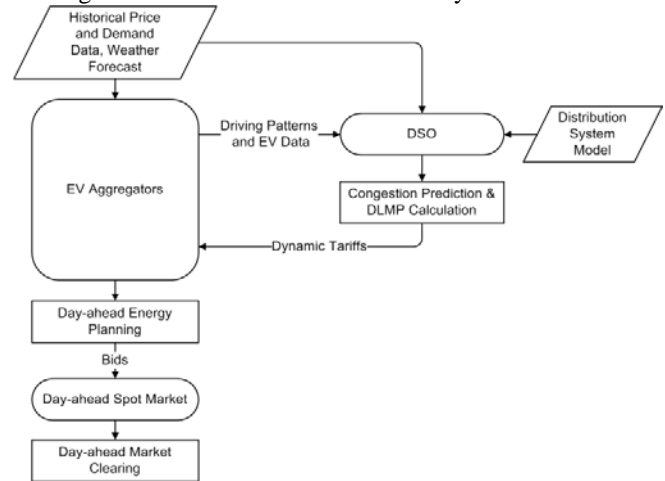 Historical Price
and Demand
Data, Weather
Forecast
Driving Patterns
and EV Data
DSO
Distribution
System
Model
EV Aggregators
Congestion Prediction &
DLMP Calculation
Dynamic Tariffs
Day-ahead Energy
Planning
Bids
Day-ahead Spot Market
Day-ahead Market
Clearing